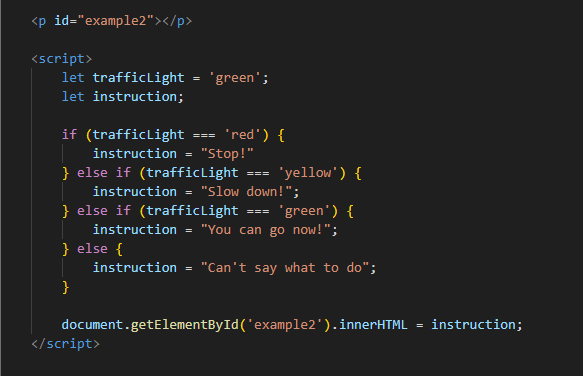 <p id="example2"></p>
<script>
let trafficLight = 'green';
let instruction;
if (trafficLight === 'red') {
instruction = "Stop!"
} else if (trafficLight === 'yellow') {
instruction = "Slow down!";
} else if (trafficLight === 'green') {
instruction = "You can go now!";
} else {
instruction = "Can't say what to do";
}
document.getElementById('example2').innerHTML = instruction;
</script>